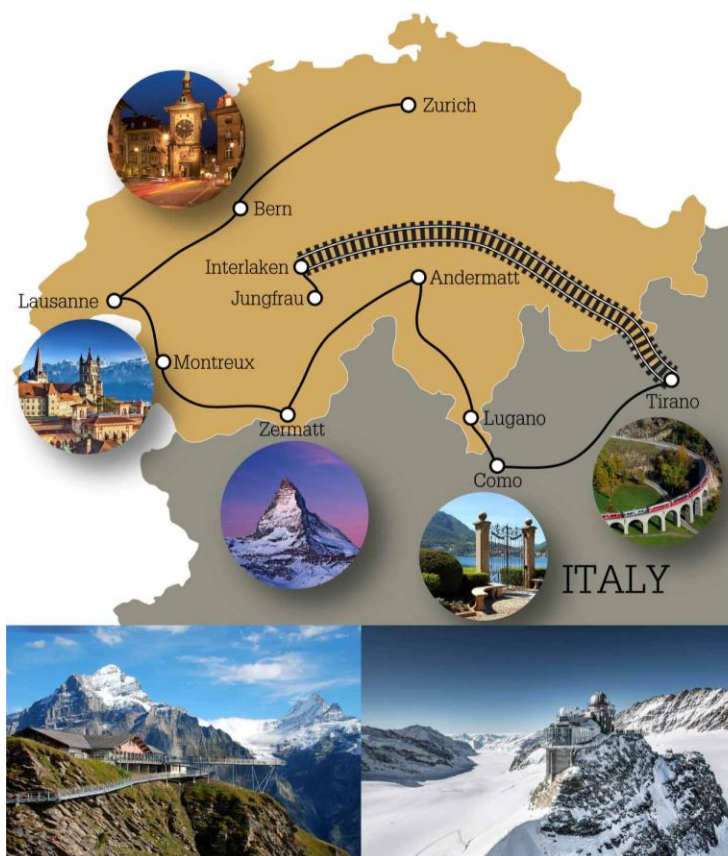 Zurich
Bern
Interlaken
Andermatt
Jungfrau
Lausanne
Montreux
Tirano
Lugano
Zermatt
Como
ITALY